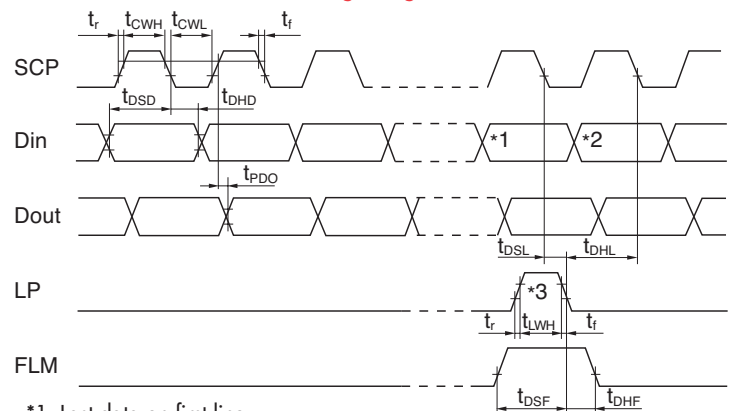 tr tCWH tCWL tf
SCP
tDSD tDHD
Din *1 *2
tPDO
Dout
tDSL tDHL
LP *3
tr tLWH tf
FLM
tDSF tDHF